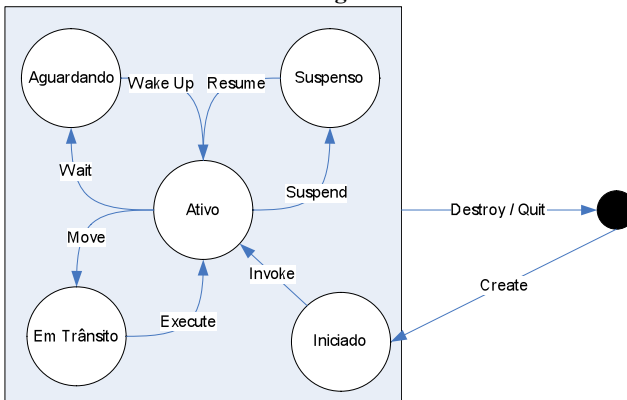 Aguardando
Wake Up
Resume
Suspenso
Wait
Suspend
Ativo
Destroy / Quit
Move
Invoke
Create
Execute
Em Trânsito
Iniciado